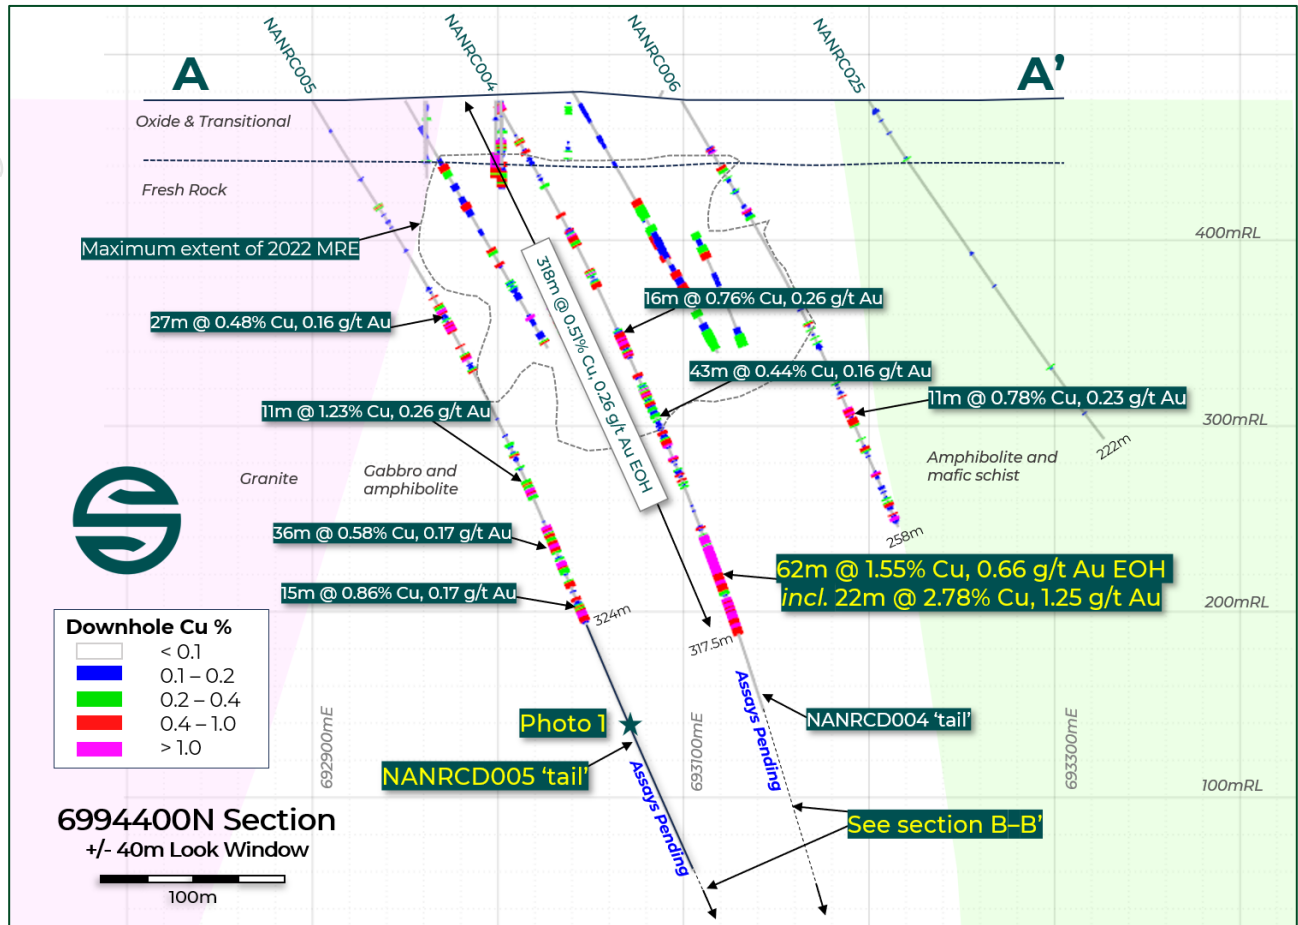 NANRC005
NANRC004
NANRC006
NANRC025
A
A’
Oxide & Transitional
Fresh Rock
400mRL
Maximum extent of 2022 MRE
318m @ 0.51% Cu, 0.26 g/t Au EOH
16m @ 0.76% Cu, 0.26 g/t Au
27m @ 0.48% Cu, 0.16 g/t Au
43m @ 0.44% Cu, 0.16 g/t Au
11m @ 0.78% Cu, 0.23 g/t Au
11m @ 1.23% Cu, 0.26 g/t Au
300mRL
222m
Granite
Gabbro and
amphibolite
Amphibolite and
mafic schist
36m @ 0.58% Cu, 0.17 g/t Au
258m
62m @ 1.55% Cu, 0.66 g/t Au EOH
incl. 22m @ 2.78% Cu, 1.25 g/t Au
15m @ 0.86% Cu, 0.17 g/t Au
324m
200mRL
317.5m
Downhole Cu %
< 0.1
0.1 – 0.2
0.2 – 0.4
0.4 – 1.0
> 1.0
692900mE
693100mE
693300mE
Photo 1
NANRCD004 ‘tail’
NANRCD005 ‘tail’
Assays Pending
Assays Pending
100mRL
See section B–B’
6994400N Section
+/- 40m Look Window
100m